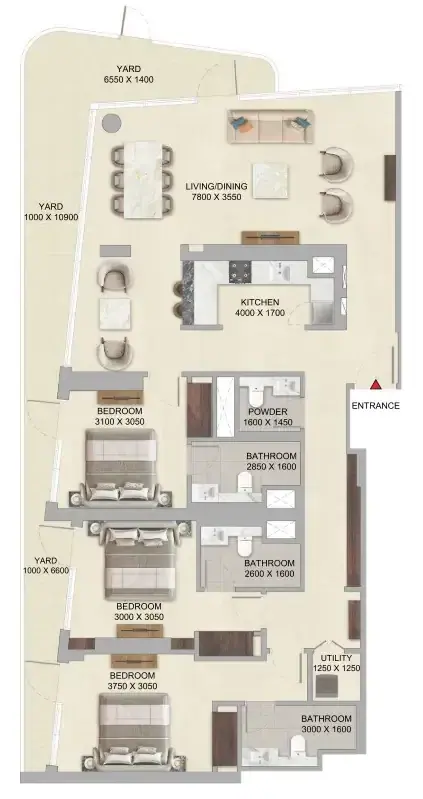 YARD
6550 X 1400
LIVING/DINING
7800 X 3550
YARD
1000 X 10900
KITCHEN
4000 X 1700
ENTRANCE
BEDROOM
3100 X 3050
POWDER
1600 X 1450
BATHROOM
2850 X 1600
YARD
1000 X 6600
BATHROOM
2600 X 1600
BEDROOM
3000 X 3050
UTILITY
1250 X 1250
BEDROOM
3750 X 3050
BATHROOM
3000 X 1600